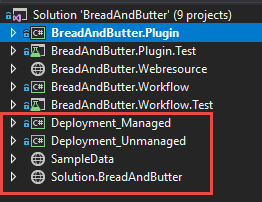 Solution 'BreadAndButter' (9 projects)
BreadAndButter.Plugin
BreadAndButter.Plugin.Test
BreadAndButter.Webresource
BreadAndButter.Workflow
BreadAndButter.Workflow.Test
Deployment_Managed
Deployment_Unmanaged
SampleData
Solution.BreadAndButter